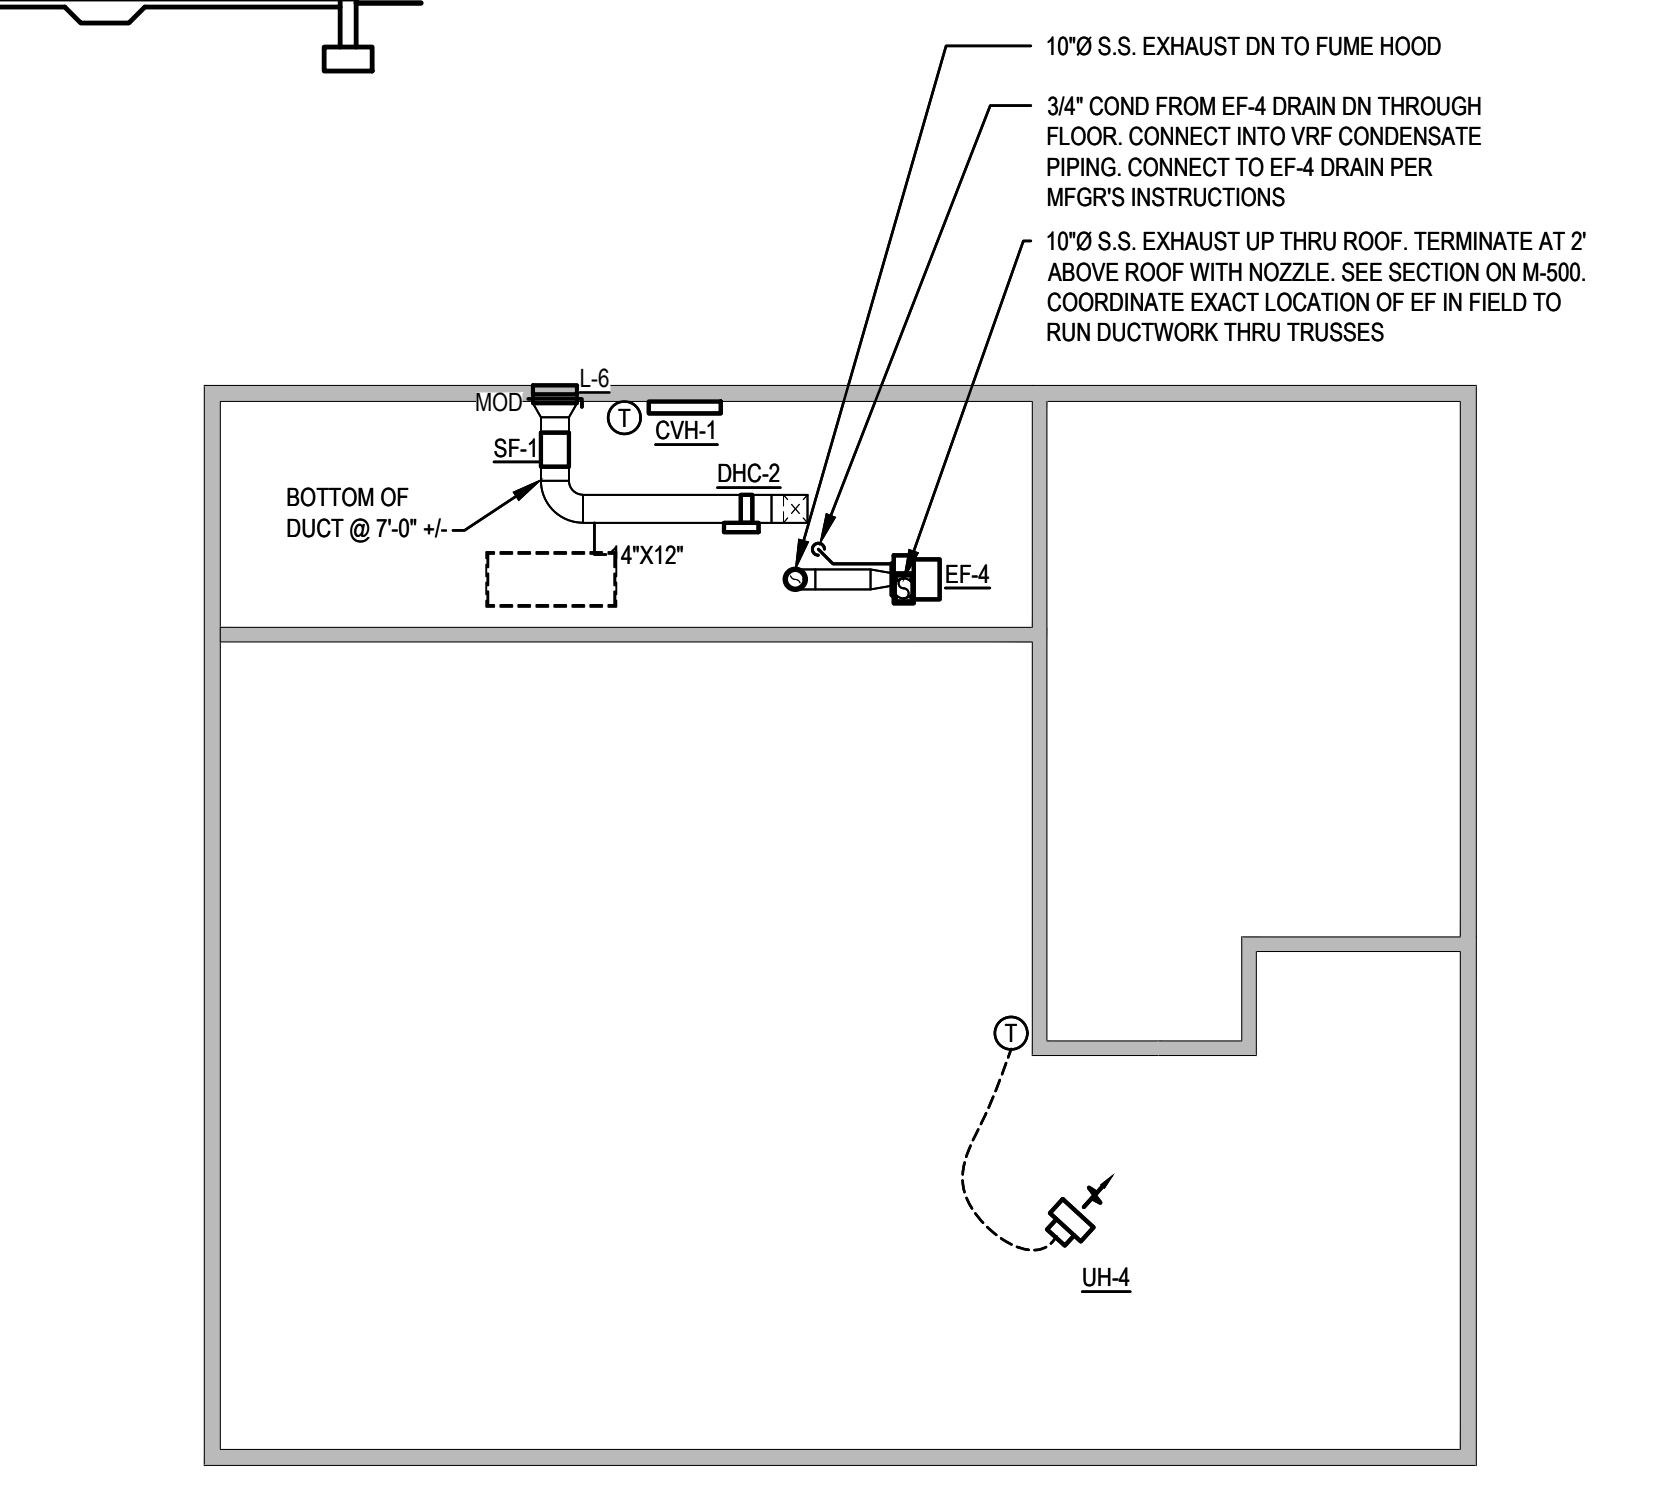 10"Ø S.S. EXHAUST DN TO FUME HOOD
3/4" COND FROM EF-4 DRAIN DN THROUGH
FLOOR. CONNECT INTO VRF CONDENSATE
PIPING. CONNECT TO EF-4 DRAIN PER
MFGR'S INSTRUCTIONS
10"Ø S.S. EXHAUST UP THRU ROOF. TERMINATE AT 2'
ABOVE ROOF WITH NOZZLE. SEE SECTION ON M-500.
COORDINATE EXACT LOCATION OF EF IN FIELD TO
RUN DUCTWORK THRU TRUSSES
L-6
MOD
T
CVH-1
SF-1
DHC-2
BOTTOM OF
DUCT @ 7'-0" +/-
14"X12"
EF-4
T
UH-4